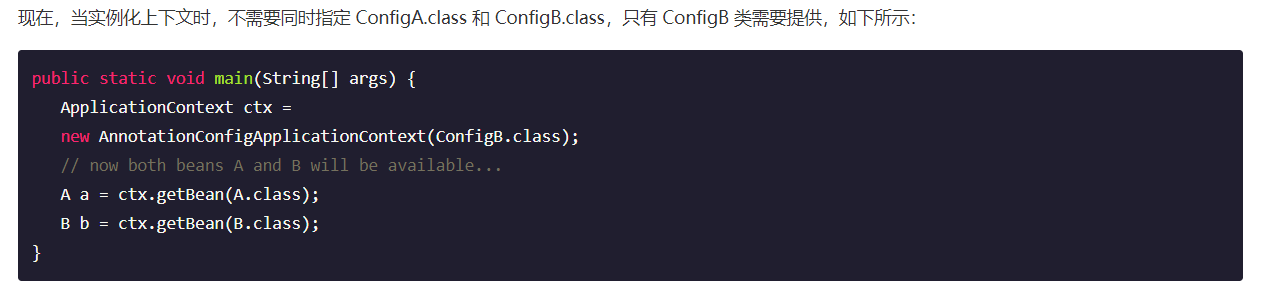 现在，当实例化上下文时，不需要同时指定 ConfigA.class 和 ConfigB.class，只有 ConfigB 类需要提供，如下所示：
public static void main(String[] args) {
   ApplicationContext ctx =
   new AnnotationConfigApplicationContext(ConfigB.class);
   // now both beans A and B will be available...
   A a = ctx.getBean(A.class);
   B b = ctx.getBean(B.class);
}